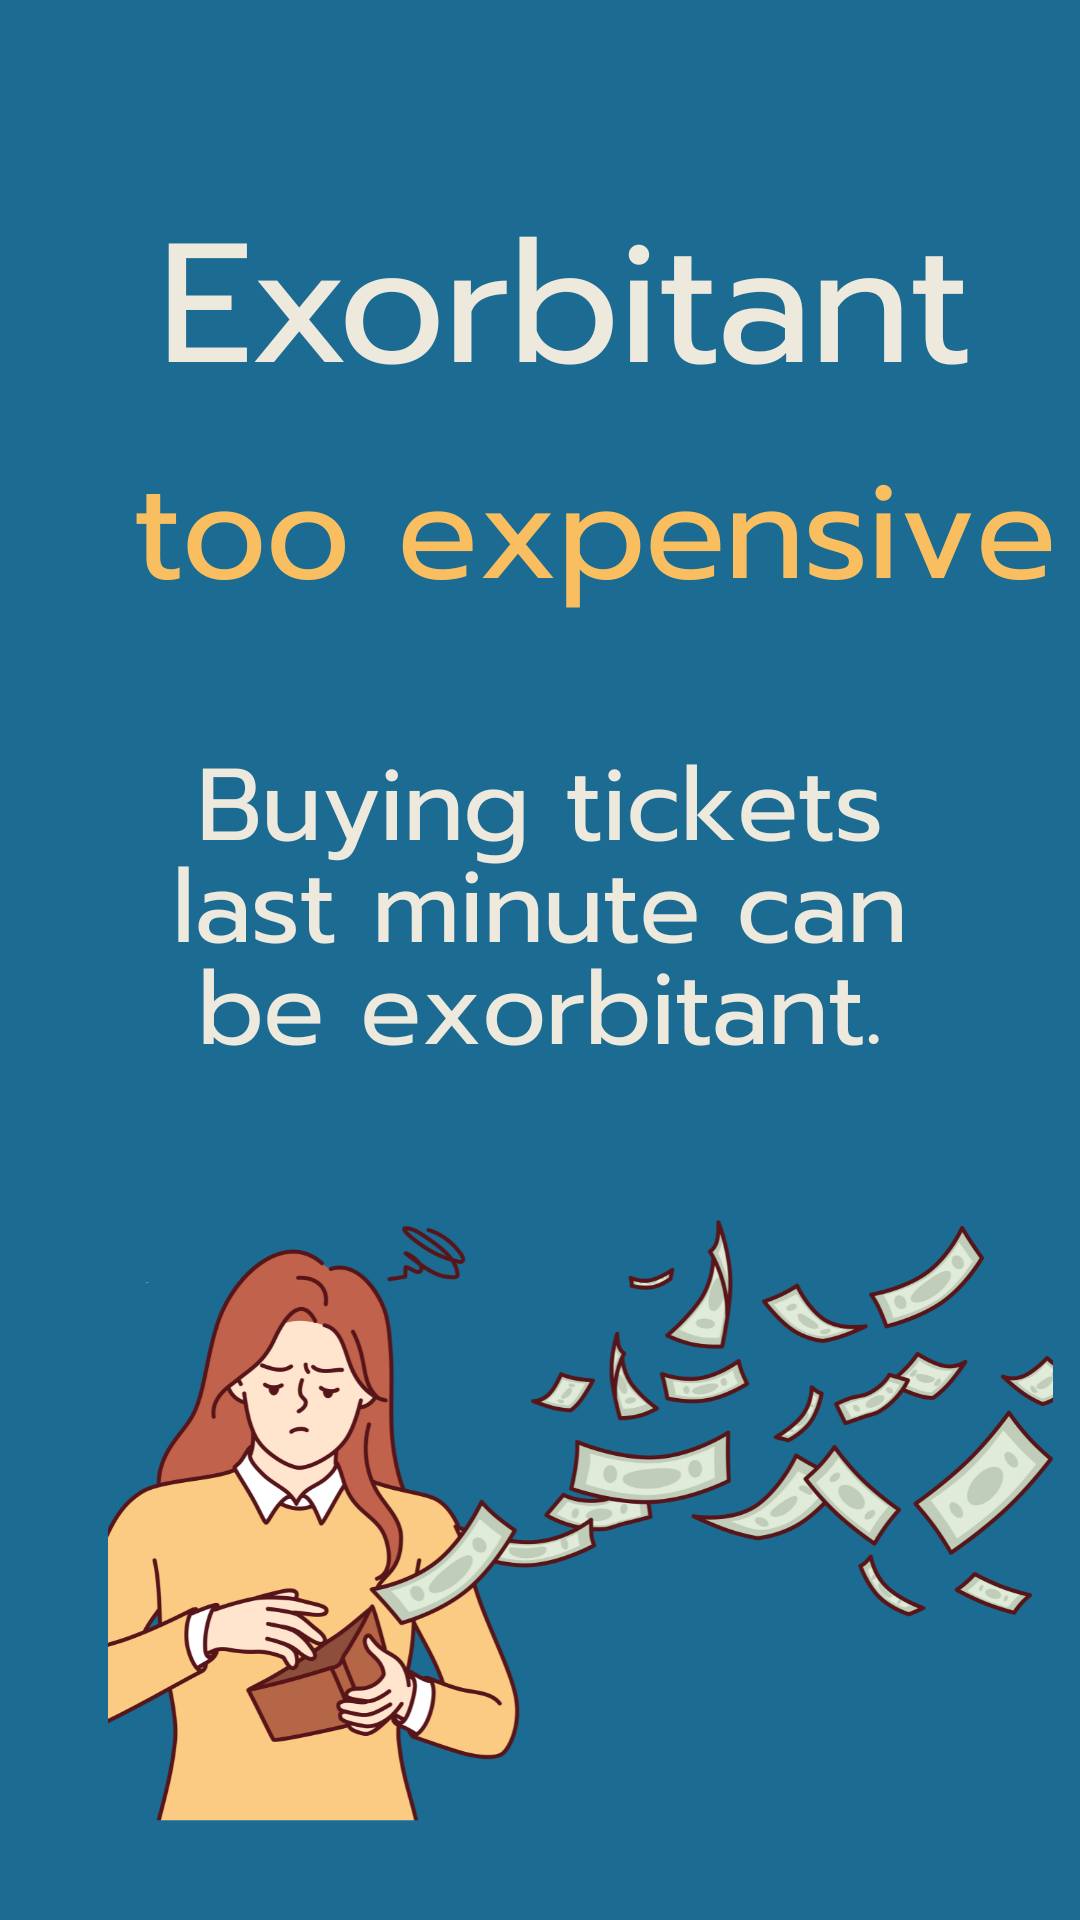 Exorbitant
too expensive
Buying tickets
last minute can
be exorbitant.